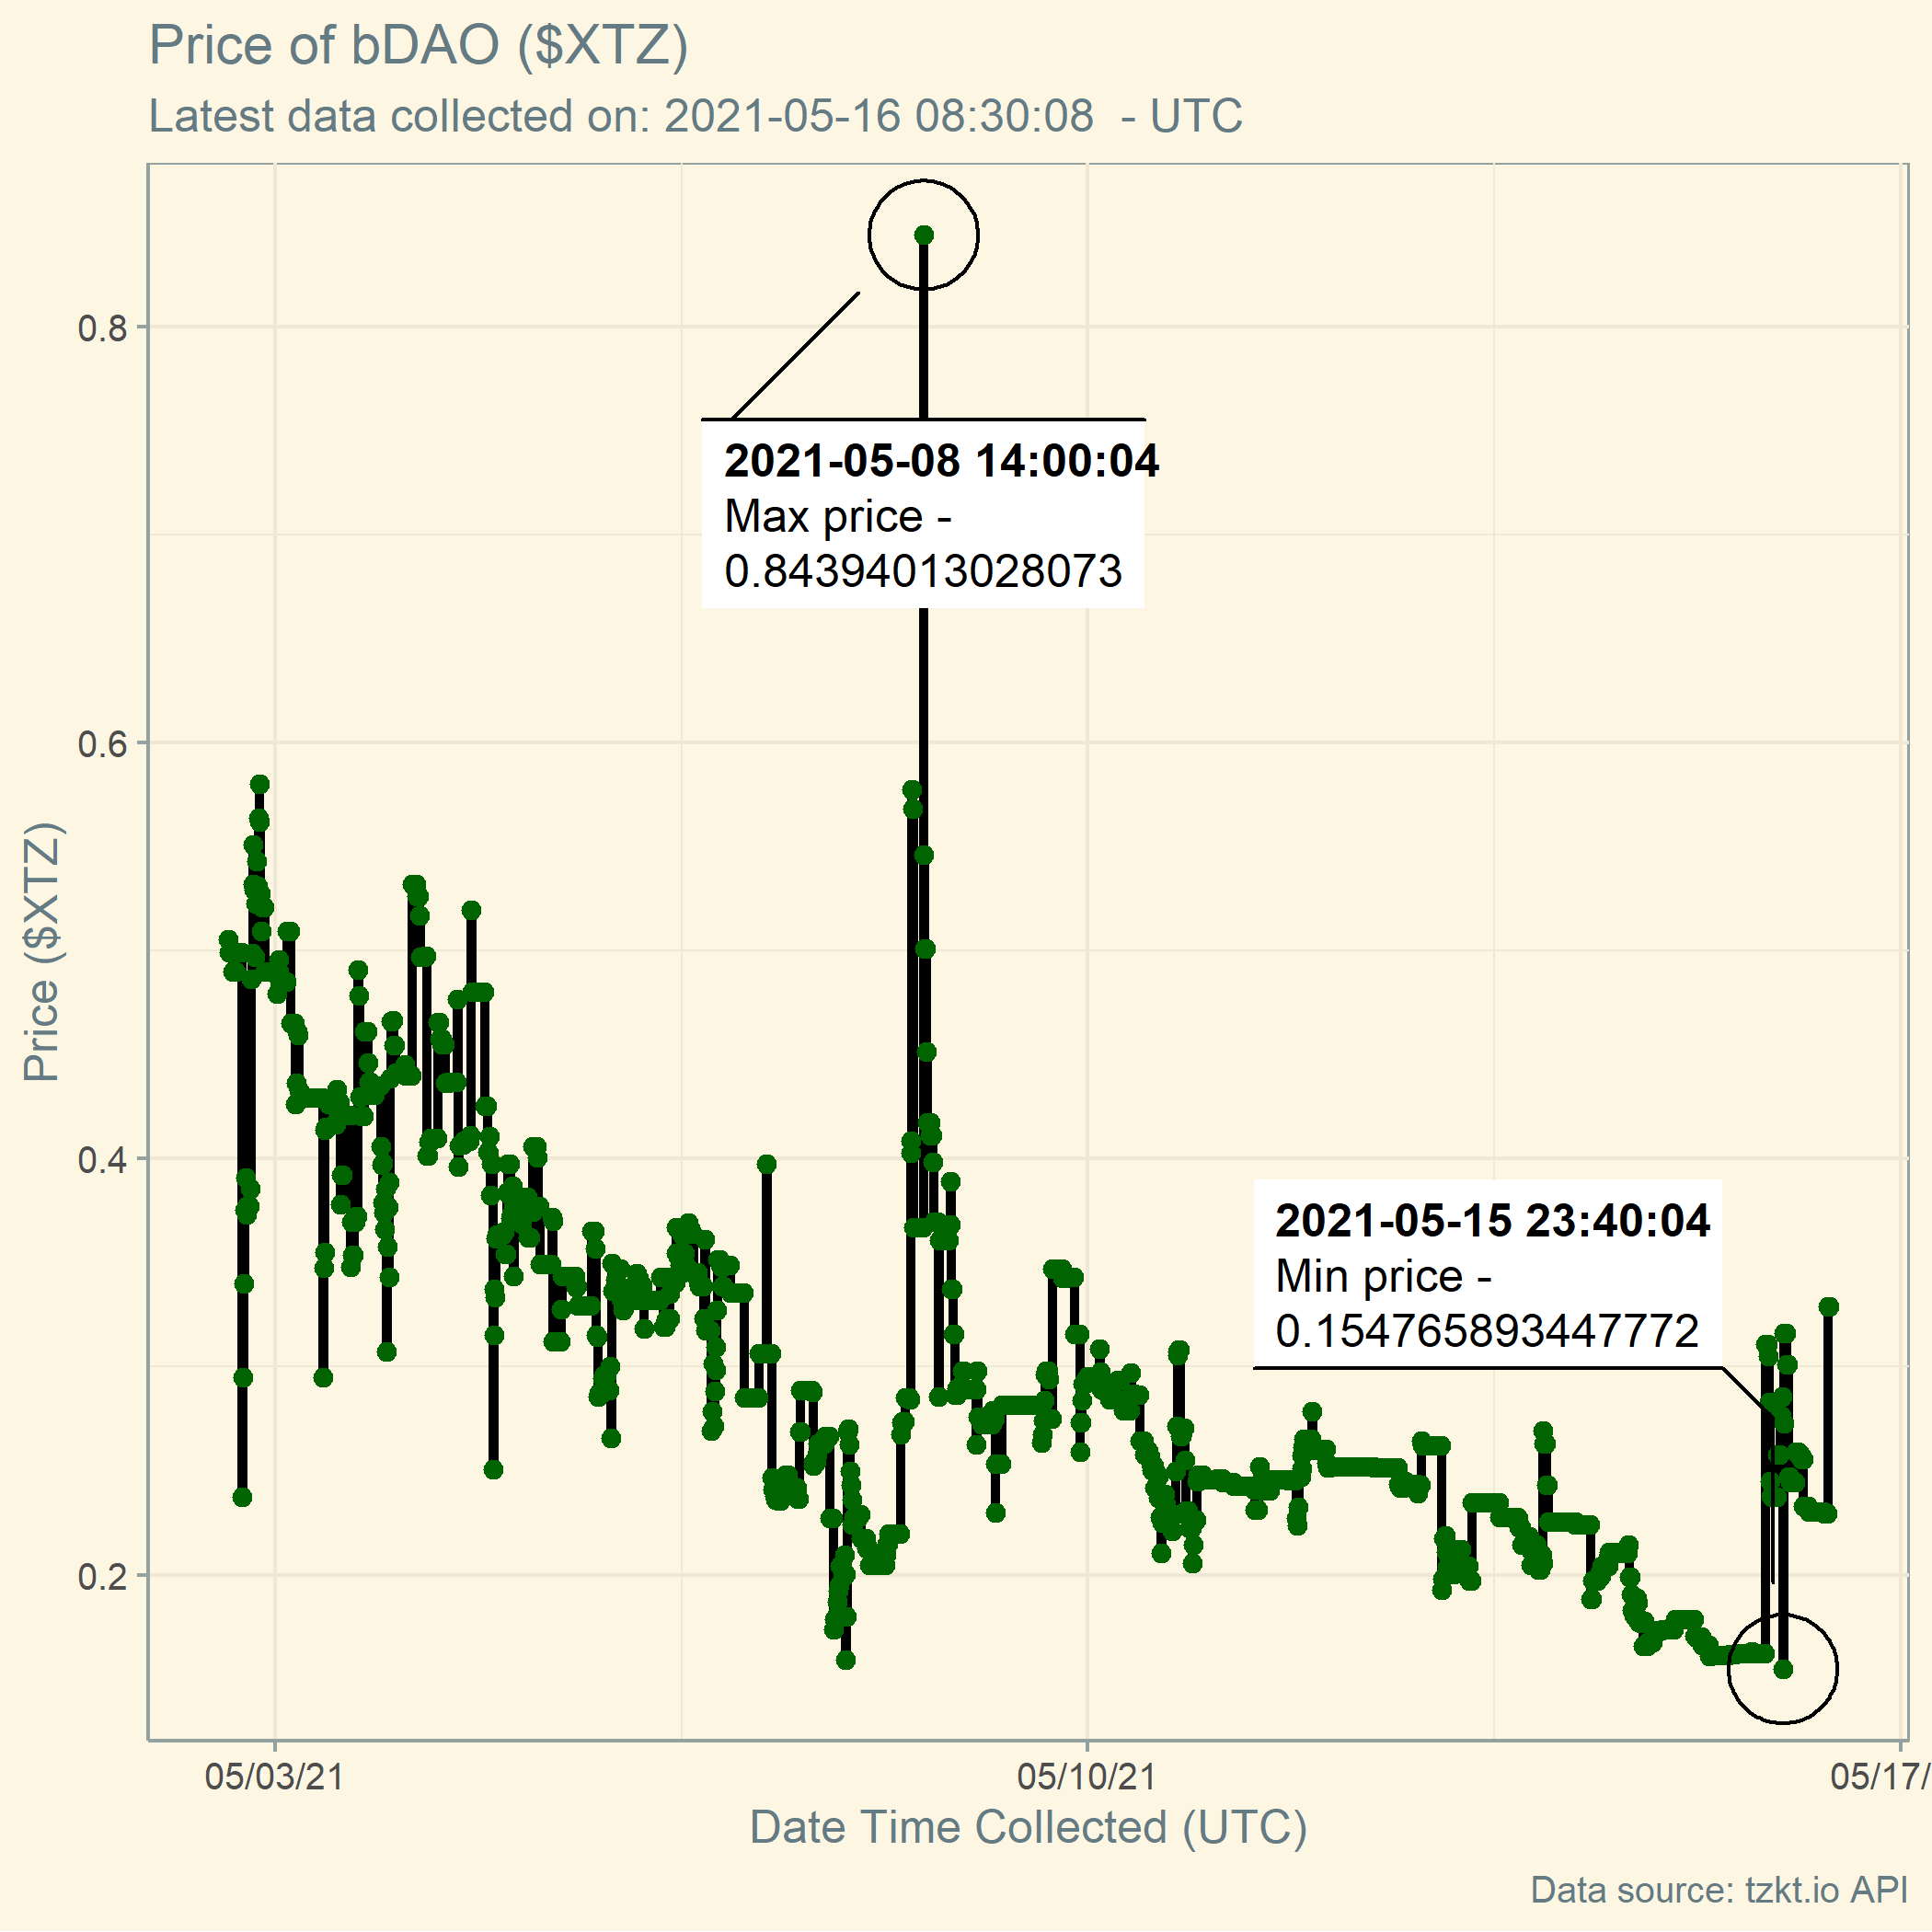 Price of bDAO ($XTZ)
Latest data collected on: 2021-05-16 08:30:08  - UTC
Price ($XTZ)
0.8
0.6
0.4
0.2
2021-05-08 14:00:04
Max price -
0.84394013028073
2021-05-15 23:40:04
Min price -
0.154765893447772
05/03/21
05/10/21
05/17/
Date Time Collected (UTC)
Data source: tzkt.io API